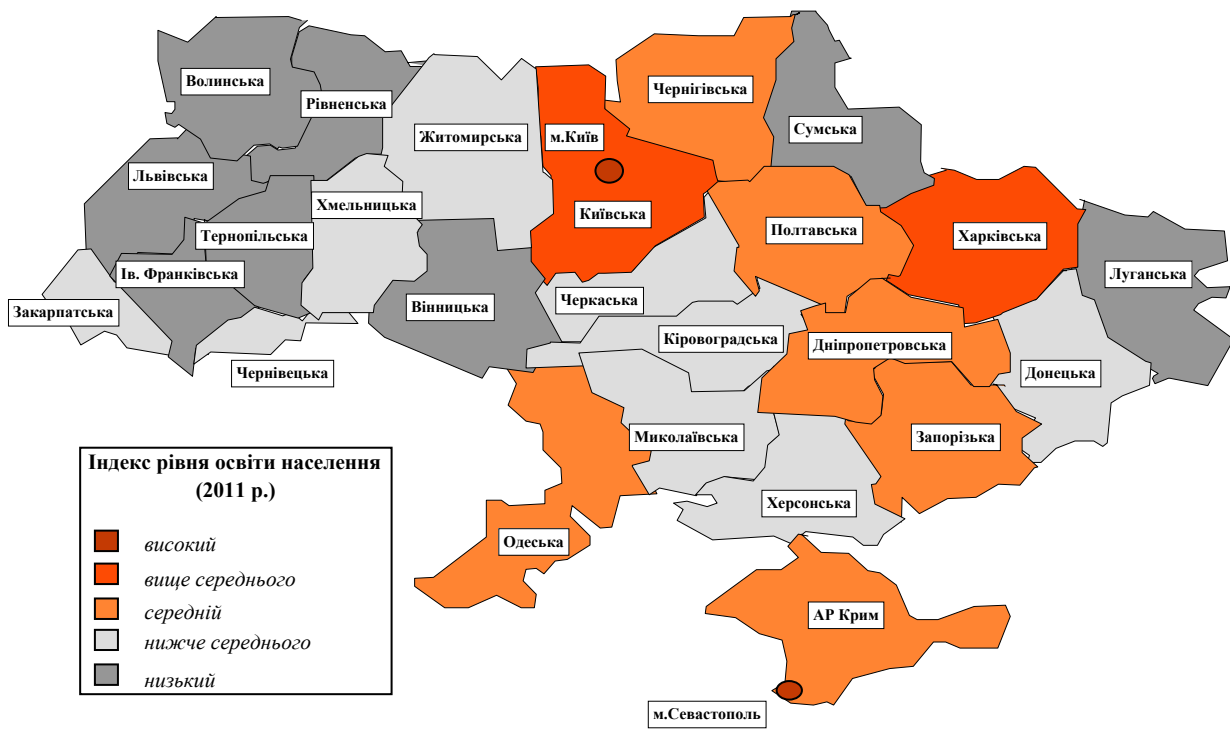 Волинська
Рівненська
Житомирська
м.Київ
Чернігівська
Сумська
Львівська
Хмельницька
Тернопільська
Київська
Полтавська
Харківська
Ів. Франківська
Луганська
Закарпатська
Вінницька
Черкаська
Кіровоградська
Дніпропетровська
Чернівецька
Донецька
Миколаївська
Запорізька
Херсонська
Одеська
АР Крим
м.Севастополь
Індекс рівня освіти населення
(2011 р.)
високий
вище середнього
середній
нижче середнього
низький